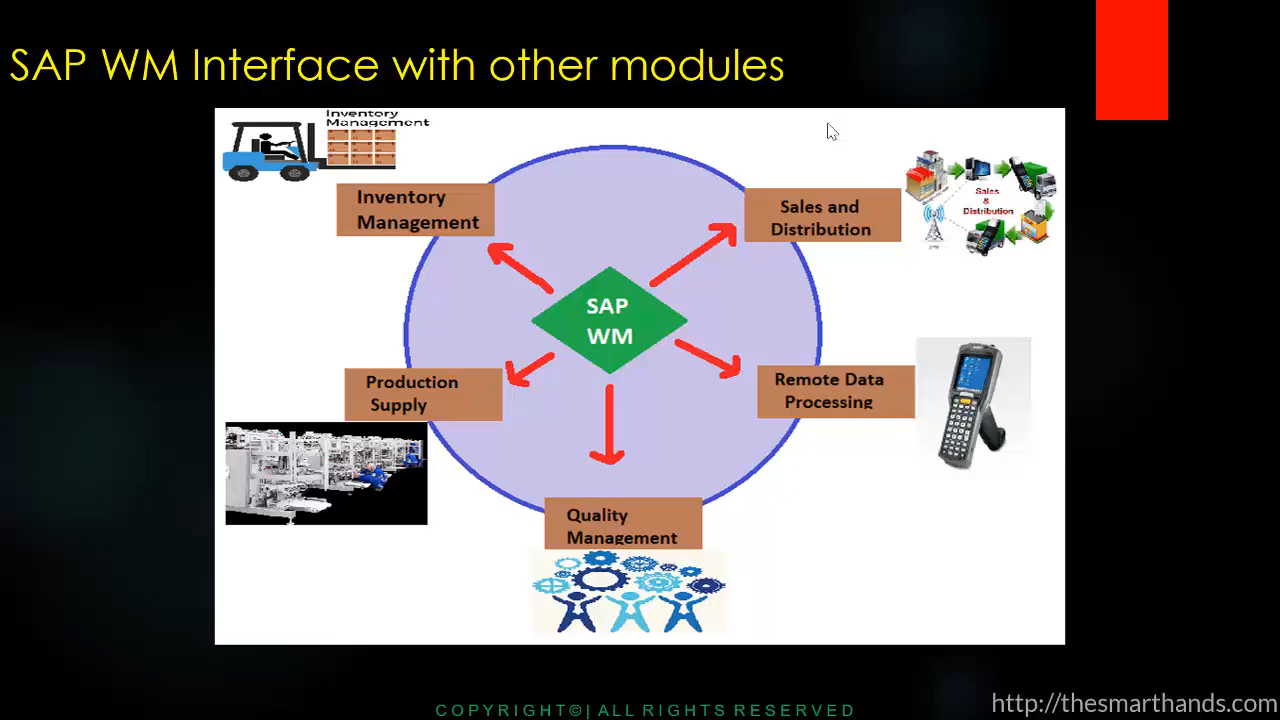 SAP WM Interface with other modules
Inventory
Management
Inventory
Management
Sales and
Distribution
Sales
&
Distribution
SAP
WM
Production
Supply
Remote Data
Processing
Quality
Management
COPYRIGHT©| ALL RIGHTS RESERVED
http://thesmarthands.com